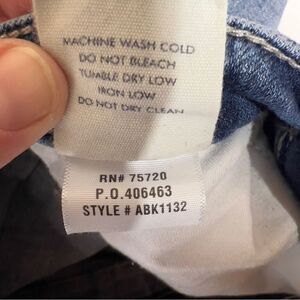 MACHINE WASH COLD
DO NOT BLEACH
TUMBLE DRY LOW
IRON LOW
DO NOT DRY CLEAN
RN# 75720
P.O.406463
STYLE # ABK1132